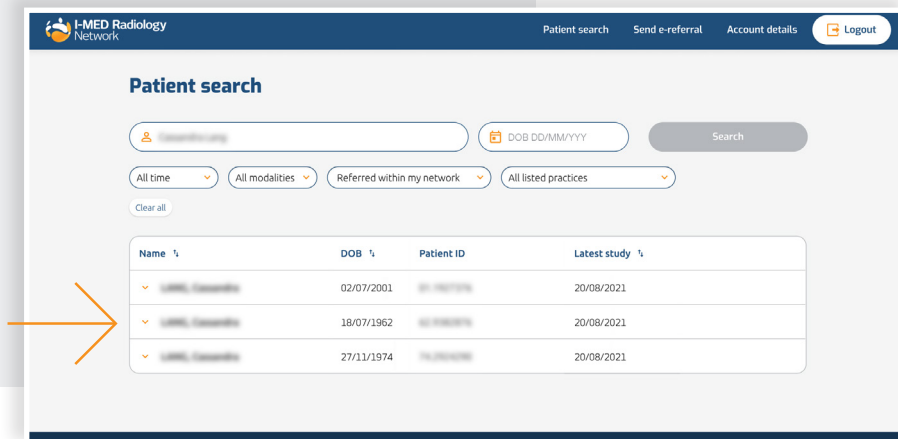 I-MED Radiology
Network
Patient search Send e-referral Account details Logout
Patient search
DOB DD/MM/YYY Search
All time All modalities Referred within my network All listed practices
Clear all
Name DOB Patient ID Latest study
02/07/2001 20/08/2021
18/07/1962 20/08/2021
27/11/1974 20/08/2021